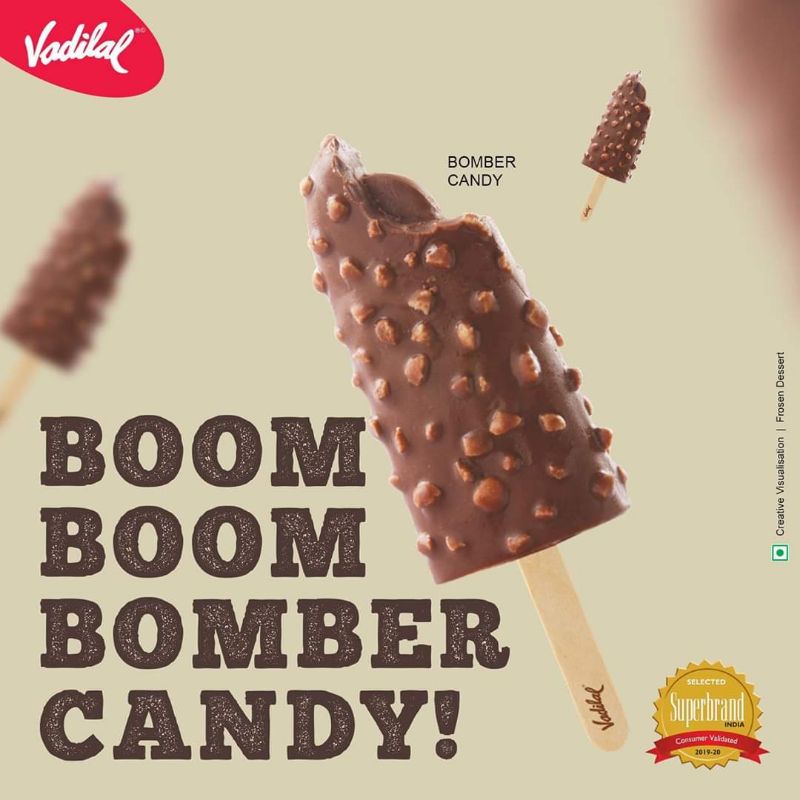 Vadilal
BOMBER
CANDY
BOOM
BOOM
BOMBER
CANDY!
Creative Visualisation | Frosen Dessert
Vadilal
SELECTED
Superbrand
INDIA
Consumer Validated
2019-20